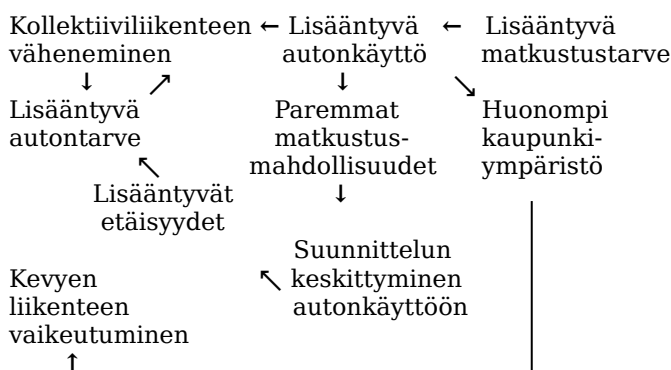 Kollektiiviliikenteen ← Lisääntyvä ← Lisääntyvä
väheneminen autonkäyttö matkustustarve
Lisääntyvä
autontarve
Paremmat
matkustus-
mahdollisuudet
Huonompi
kaupunki-
ympäristö
Lisääntyvät
etäisyydet
Suunnittelun
keskittyminen
autonkäyttöön
Kevyen
liikenteen
vaikeutuminen